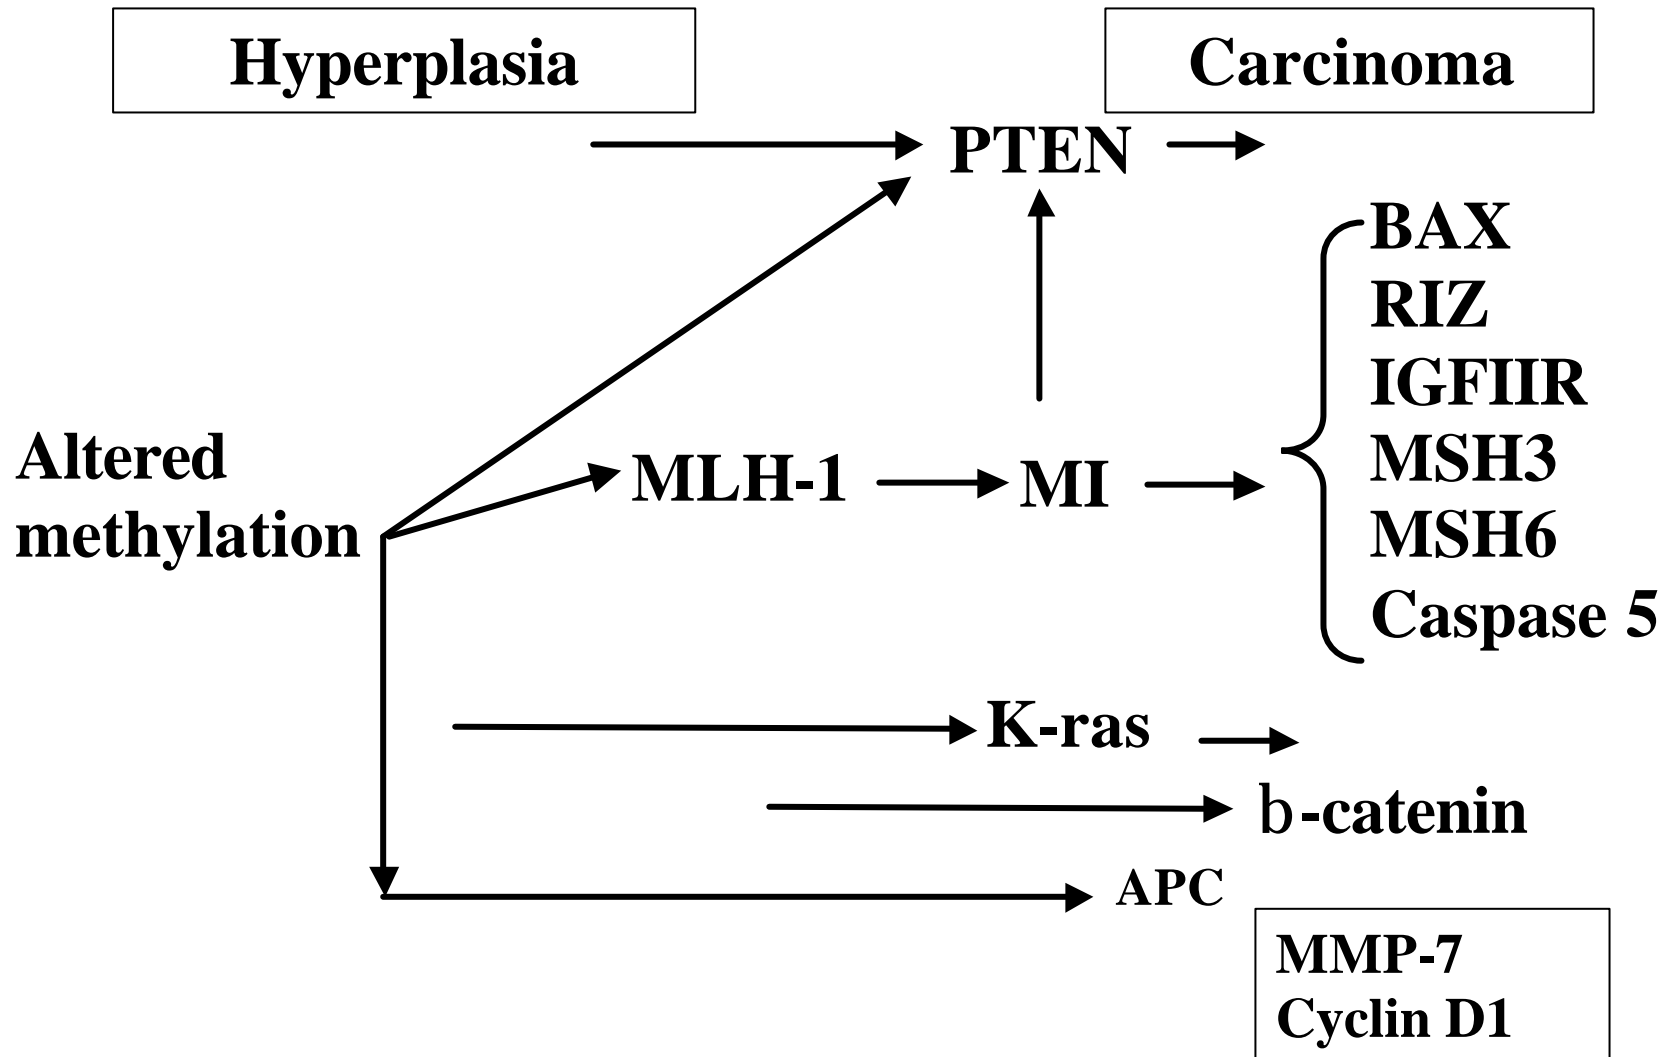 Hyperplasia
Carcinoma
PTEN
BAX
RIZ
IGFIIR
MSH3
MSH6
Caspase 5
Altered
methylation
MLH-1
MI
K-ras
b-catenin
APC
MMP-7
Cyclin D1